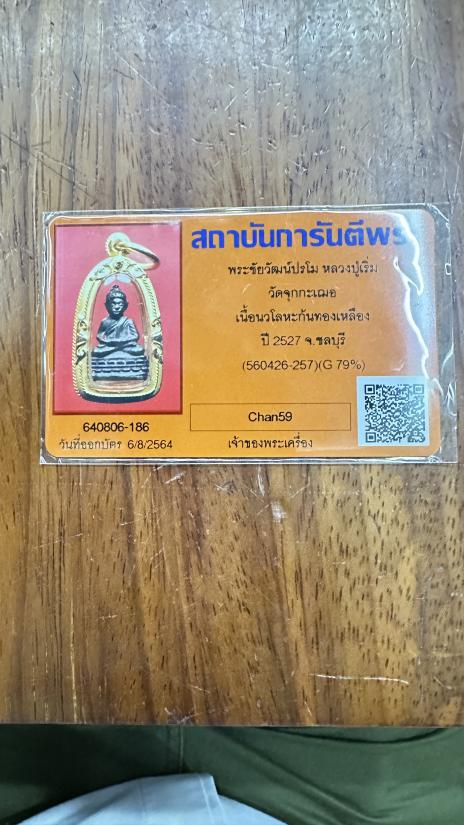 สถาบันการันตีพร
พระชัยวัฒน์ปรโม หลวงปู่เริ่ม
วัดจุกกะเฌอ
เนื้อนวโลหะก้นทองเหลือง
ปี 2527 จ.ชลบุรี
(560426-257)(G 79%)
Chan59
640806-186
วันที่ออกบัตร 6/8/2564
เจ้าของพระเครื่อง